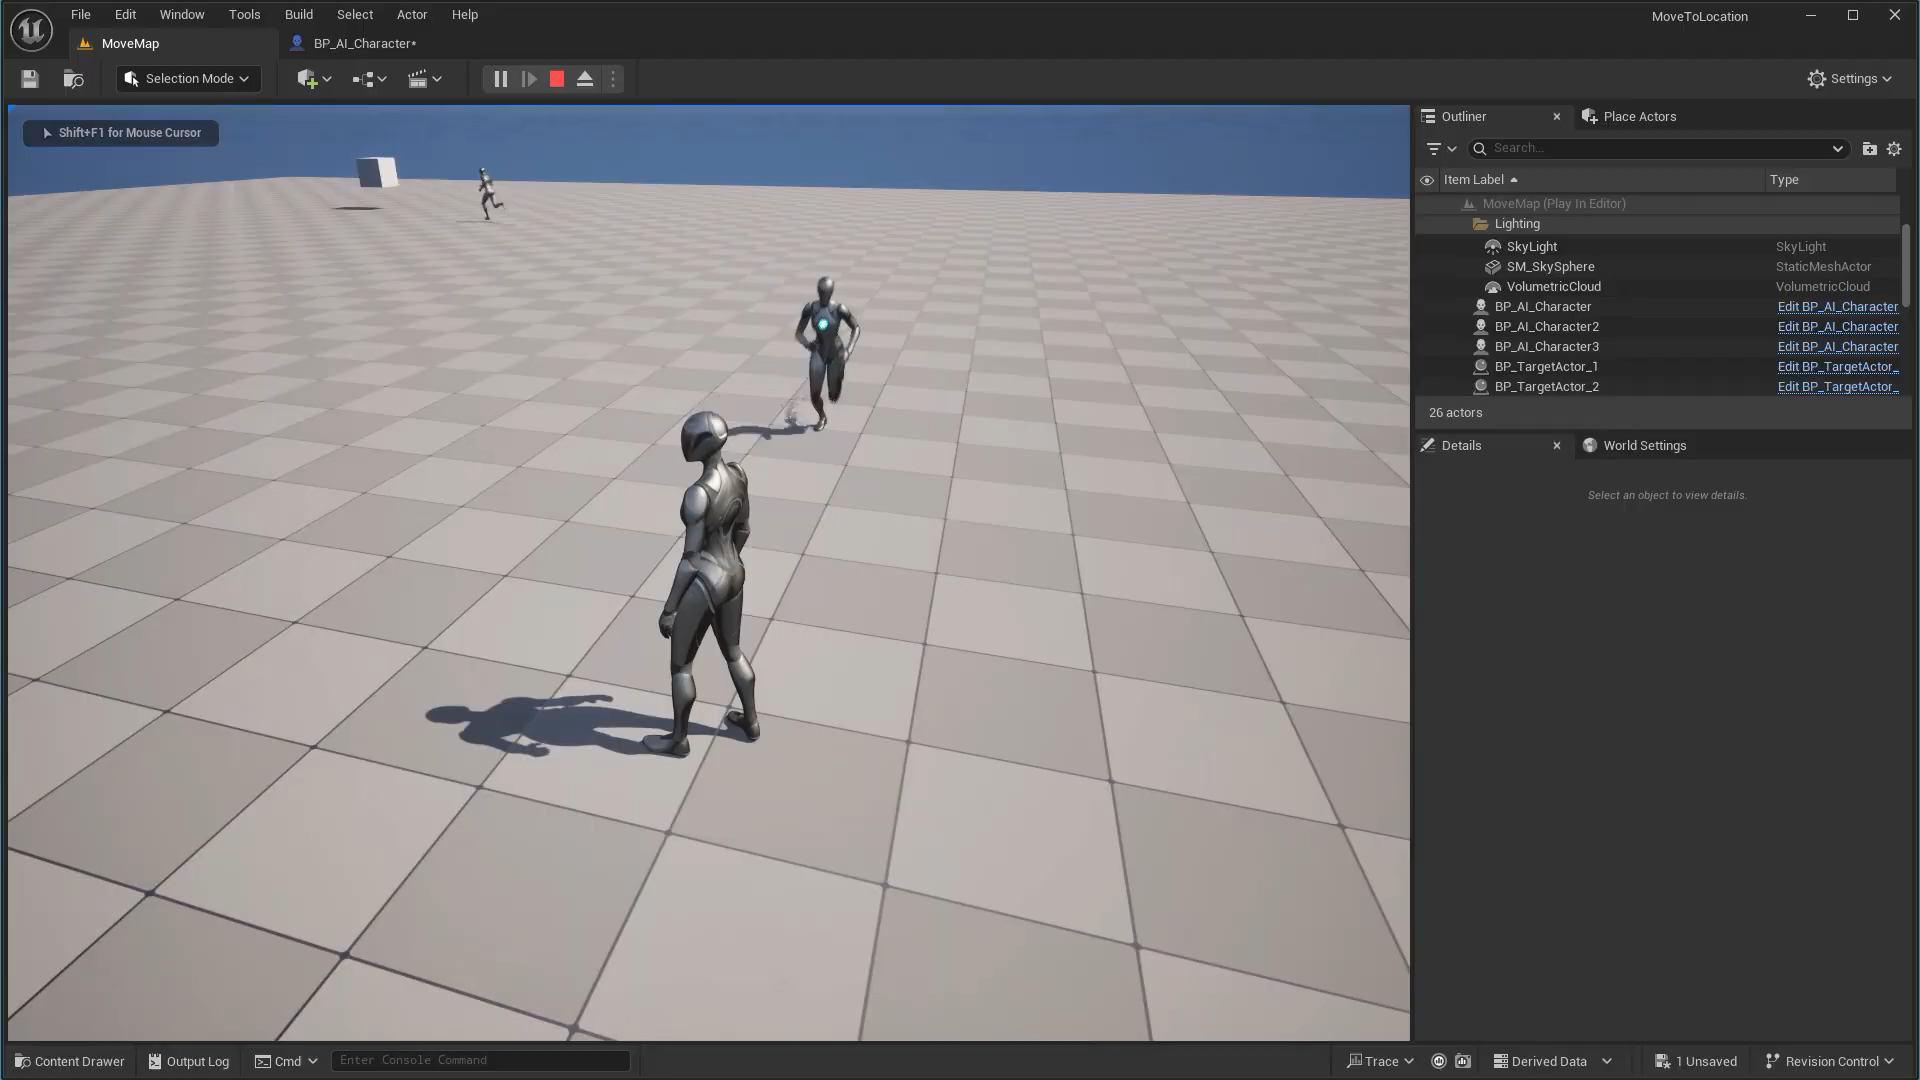 File Edit Window Tools Build Select Actor Help
MoveToLocation
MoveMap
BP_AI_Character*
Selection Mode
Settings
Shift+F1 for Mouse Cursor
Outliner
Place Actors
Search...
Item Label
Type
MoveMap (Play In Editor)
Lighting
SkyLight SkyLight
SM_SkySphere StaticMeshActor
VolumetricCloud VolumetricCloud
BP_AI_Character Edit BP_AI_Character
BP_AI_Character2 Edit BP_AI_Character
BP_AI_Character3 Edit BP_AI_Character
BP_TargetActor_1 Edit BP_TargetActor_
BP_TargetActor_2 Edit BP_TargetActor_
26 actors
Details
World Settings
Select an object to view details.
Content Drawer
Output Log
Cmd
Enter Console Command
Trace
Derived Data
1 Unsaved
Revision Control